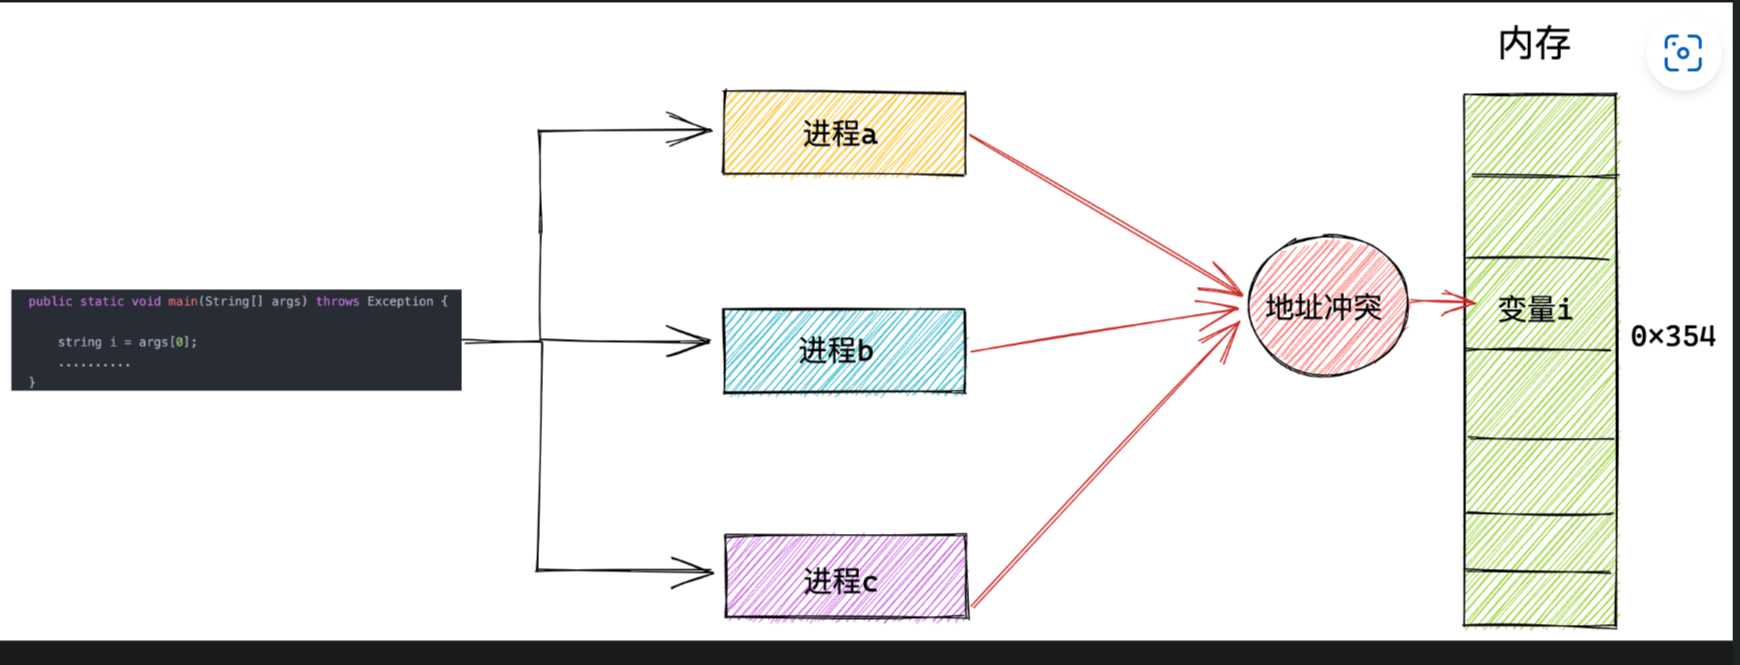 内存
进程a
public static void main(String[] args) throws Exception {
string i = args[0];
..........
}
进程b
地址冲突
变量i
0×354
进程c